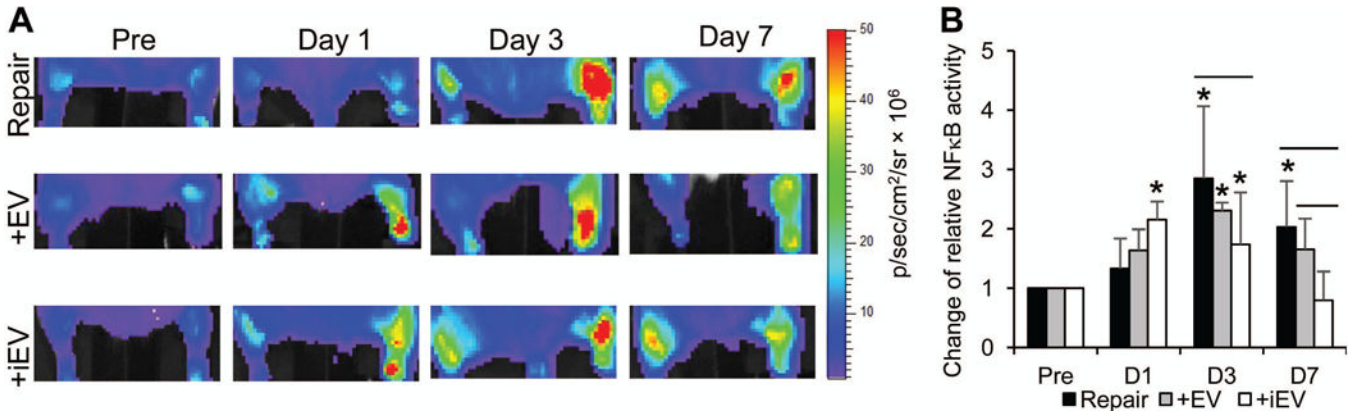 A
Pre
Day 1
Day 3
Day 7
Repair
+EV
+iEV
50
40
30
20
10
p/sec/cm²/sr × 10⁶
B
Change of relative NFκB activity
5
4
3
2
1
0
*
*
*
*
*
Pre
D1
D3
D7
Repair +EV +iEV